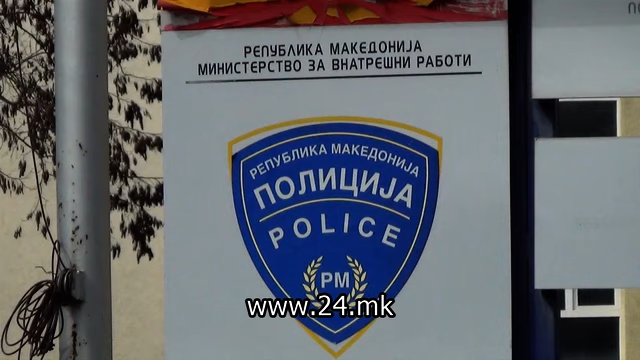 РЕПУБЛИКА МАКЕДОНИЈА
МИНИСТЕРСТВО ЗА ВНАТРЕШНИ РАБОТИ
РЕПУБЛИКА МАКЕДОНИЈА
ПОЛИЦИЈА
POLICE
РМ
www.24.mk